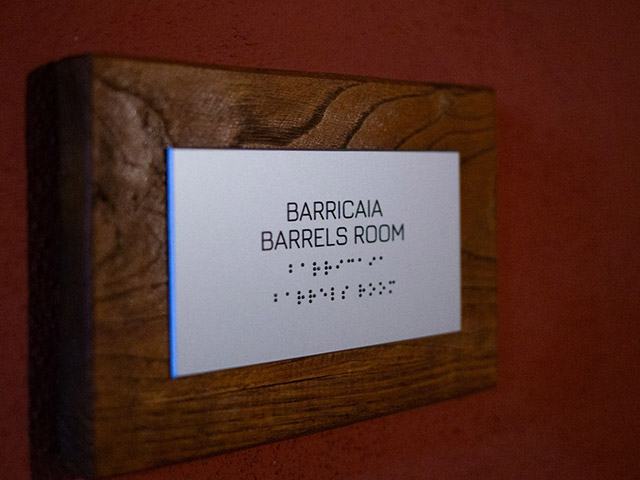 BARRICAIA
BARRELS ROOM
⠃⠁⠗⠗⠊⠉⠁⠊⠁
⠃⠁⠗⠗⠑⠇⠎ ⠗⠕⠕⠍